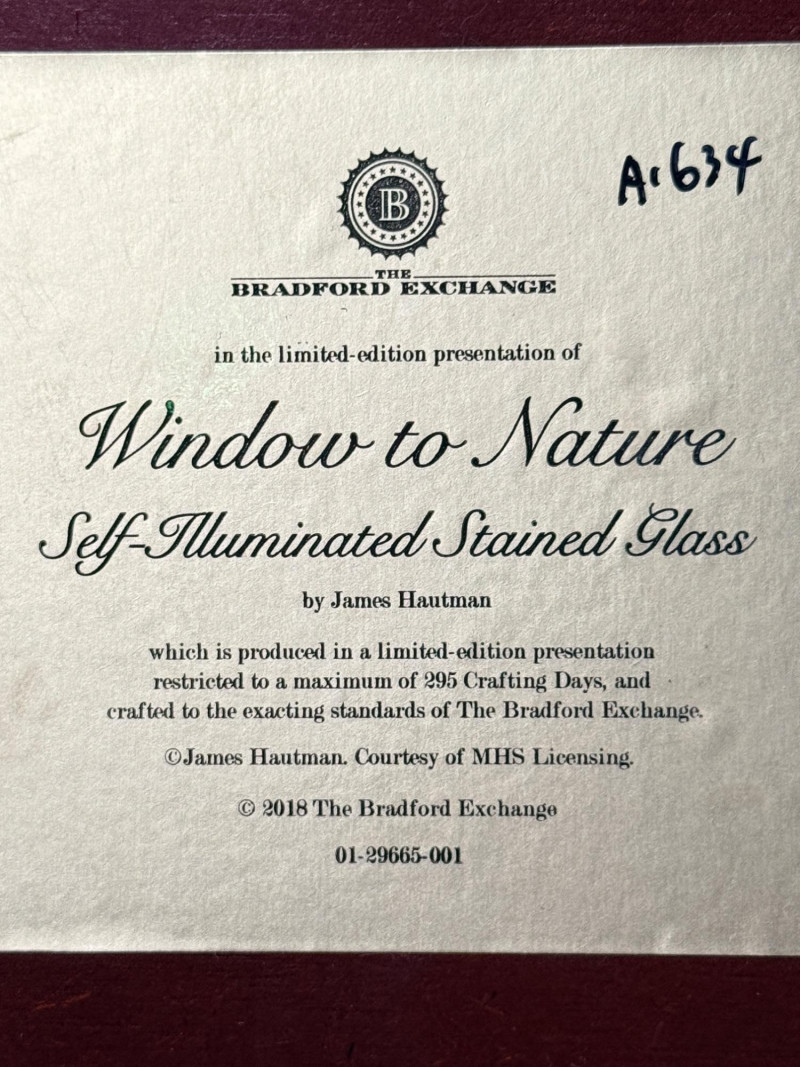 A1634
B
THE
BRADFORD EXCHANGE
in the limited-edition presentation of
Window to Nature
Self-Illuminated Stained Glass
by James Hautman
which is produced in a limited-edition presentation
restricted to a maximum of 295 Crafting Days, and
crafted to the exacting standards of The Bradford Exchange.
©James Hautman. Courtesy of MHS Licensing.
© 2018 The Bradford Exchange
01-29665-001